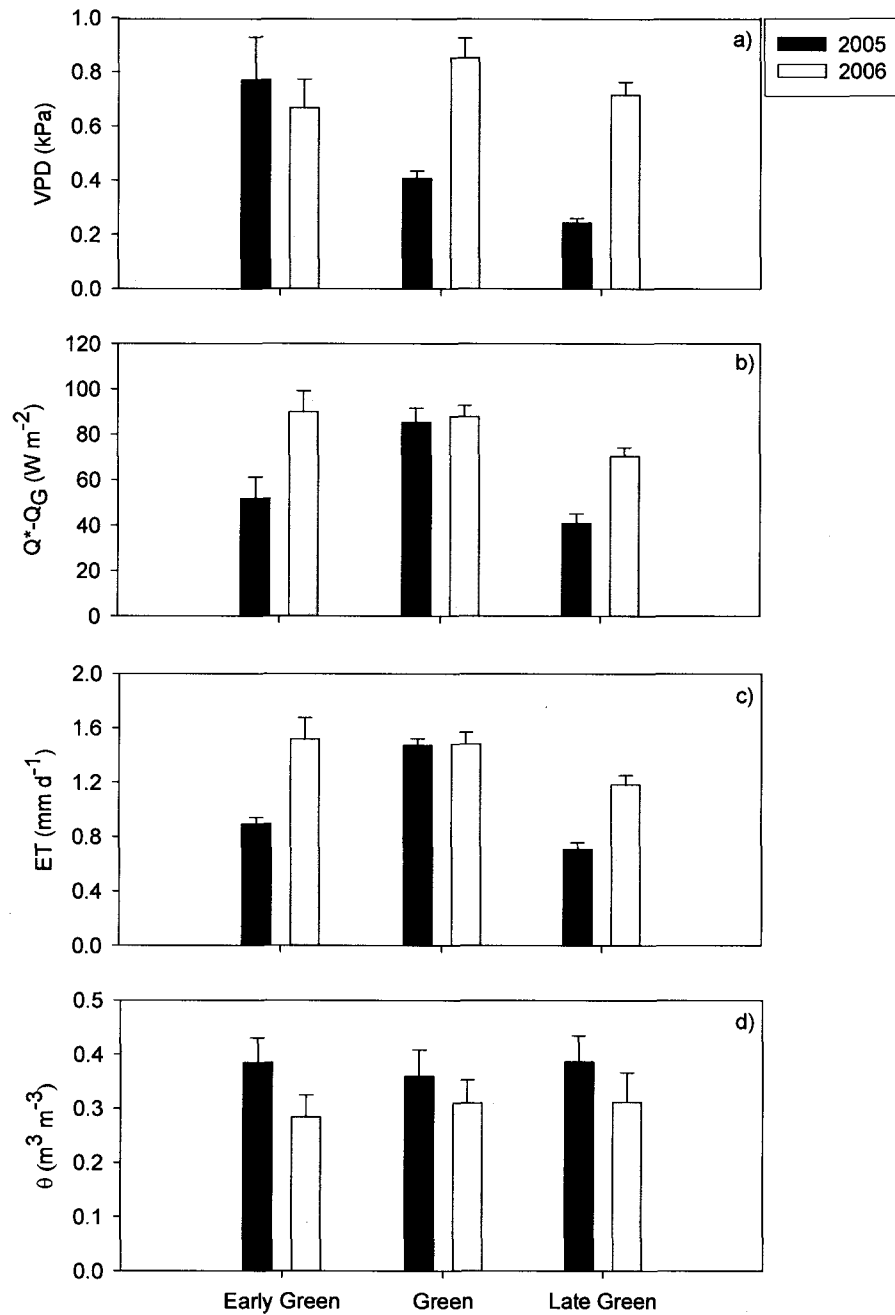 a)
2005
2006
1.0
0.8
0.6
0.4
0.2
0.0
VPD (kPa)
b)
120
100
80
60
40
20
0
Q*-QG (W m⁻²)
c)
2.0
1.6
1.2
0.8
0.4
0.0
ET (mm d⁻¹)
d)
0.5
0.4
0.3
0.2
0.1
0.0
θ (m³ m⁻³)
Early Green
Green
Late Green